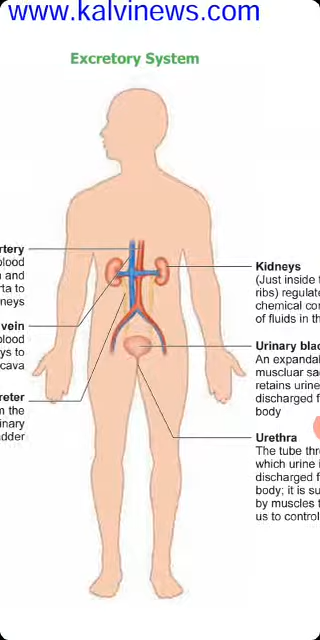 www.kalvinews.com
Excretory System
rtery
blood
and
rta to
neys
vein
blood
ys to
cava
reter
m the
inary
adder
Kidneys
(Just inside
ribs) regulate
chemical con
of fluids in th
Urinary blad
An expandal
muscluar sac
retains urine
discharged f
body
Urethra
The tube thr
which urine i
discharged f
body; it is su
by muscles t
us to control